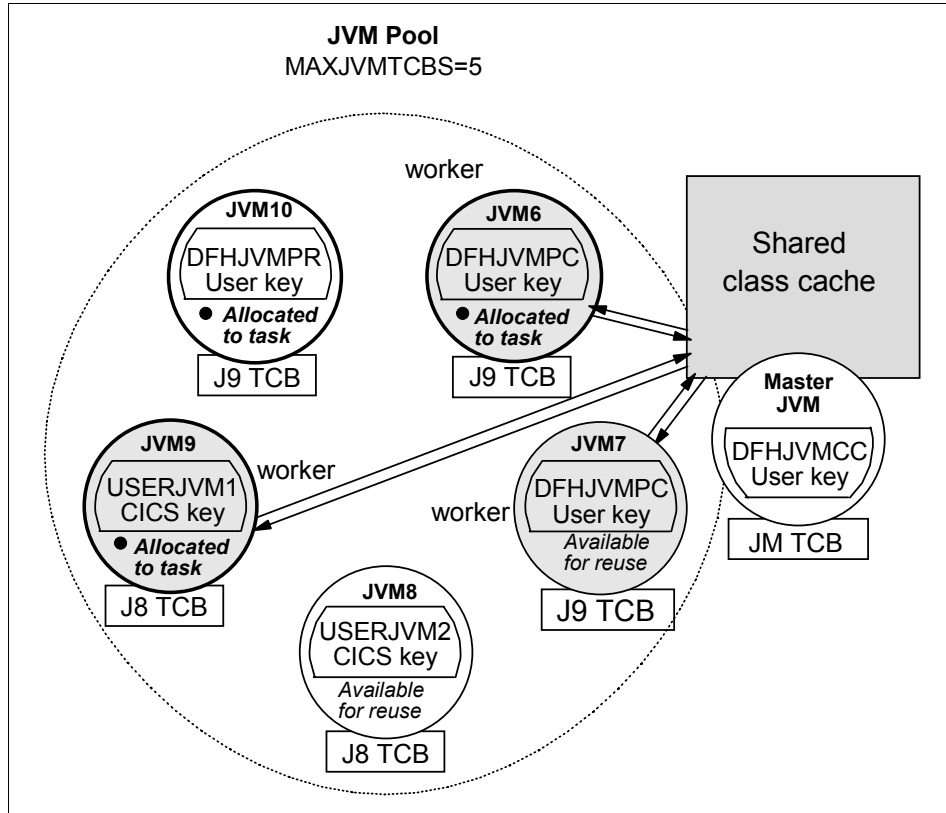 JVM Pool
MAXJVMTCBS=5
worker
JVM10
DFHJVMPR
User key
● Allocated
to task
J9 TCB
JVM6
DFHJVMPC
User key
● Allocated
to task
J9 TCB
Shared
class cache
Master
JVM
DFHJVMCC
User key
JM TCB
JVM9
USERJVM1
CICS key
● Allocated
to task
J8 TCB
worker
worker
JVM7
DFHJVMPC
User key
Available
for reuse
J9 TCB
JVM8
USERJVM2
CICS key
Available
for reuse
J8 TCB